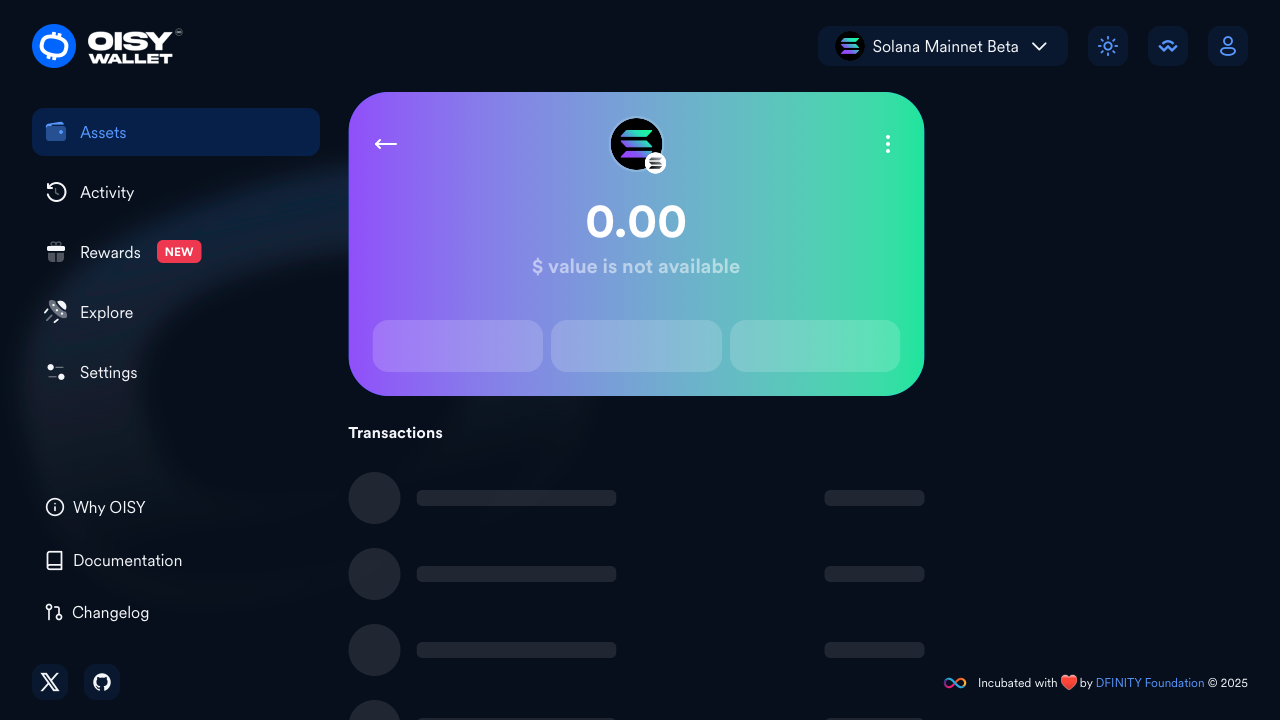 OISY
WALLET
Solana Mainnet Beta
Assets
Activity
Rewards NEW
Explore
Settings
Why OISY
Documentation
Changelog
0.00
$ value is not available
Transactions
Incubated with ❤️ by DFINITY Foundation © 2025